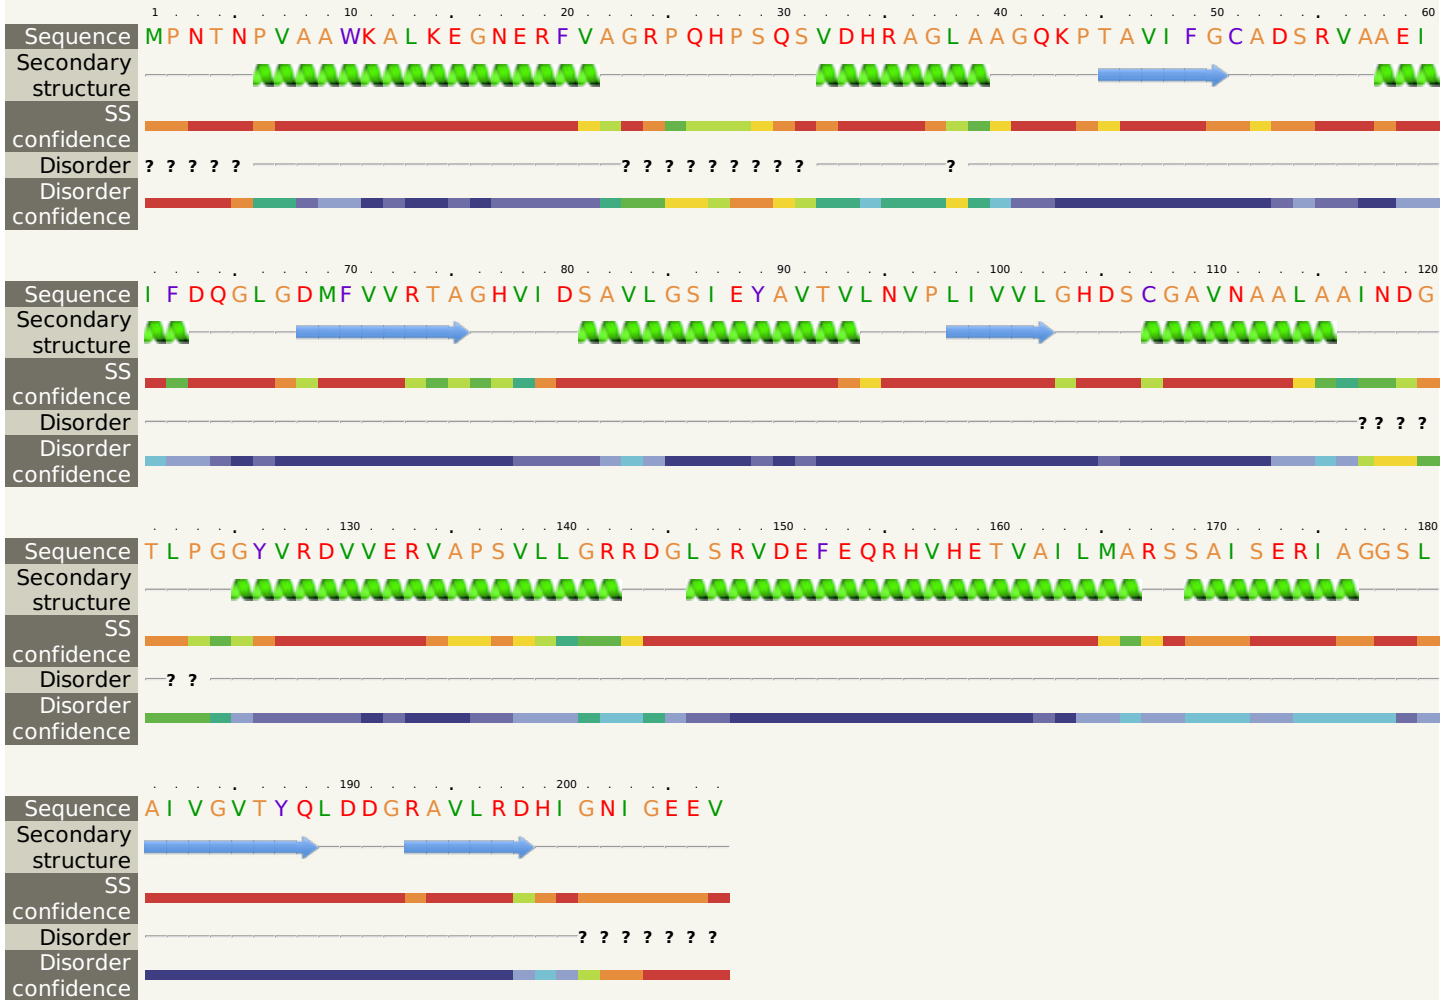 1 10 20 30 40 50 60
Sequence MPNTNPVAAWKALKEGNERFVAGRPQHPSQSVDHRAGLAAGQKPTAVIFGCADSRVAAEI
Secondary
structure
SS
confidence
Disorder ? ? ? ? ? ? ? ? ? ? ? ? ? ? ?
Disorder
confidence
70 80 90 100 110 120
Sequence IFDQGLGDMFVVRTAGHVIDSAVLGSIEYAVTVLNVPLIVVLGHDSCGAVNAALAAINDG
Secondary
structure
SS
confidence
Disorder ? ? ? ?
Disorder
confidence
130 140 150 160 170 180
Sequence TLPGGYVRDVVERVAPSVLLGRRDGLSRVDEFEQRHVHETVAILMARSSAISERIAGGSL
Secondary
structure
SS
confidence
Disorder ? ?
Disorder
confidence
190 200
Sequence AIVGVTYQLDDGRAVLRDHIGNIGEEV
Secondary
structure
SS
confidence
Disorder ? ? ? ? ? ? ?
Disorder
confidence